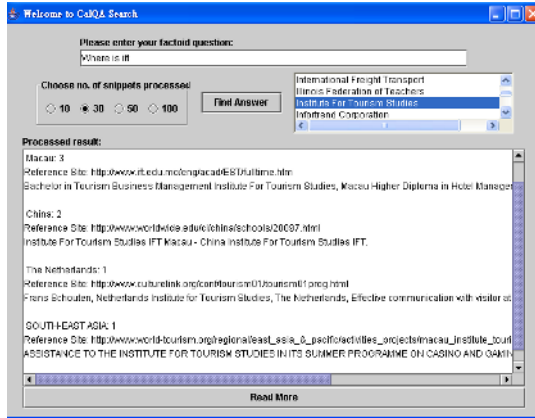 Welcome to CalQA Search
Please enter your factoid question:
Where is ift
Choose no. of snippets processed
10 30 50 100
Find Answer
International Freight Transport
Illinois Federation of Teachers
Institute For Tourism Studies
Infortrend Corporation
Processed result:
Macau: 3
Reference Site: http://www.ift.edu.mo/eng/acad/EBT/fulltime.htm
Bachelor in Tourism Business Management Institute For Tourism Studies, Macau Higher Diploma in Hotel Manager
China: 2
Reference Site: http://www.worldwide.edu/ci/china/schools/20097.html
Institute For Tourism Studies IFT Macau - China Institute For Tourism Studies IFT.
The Netherlands: 1
Reference Site: http://www.culturelink.org/conf/tourism01/tourism01prog.html
Frans Schouten, Netherlands Institute for Tourism Studies, The Netherlands, Effective communication with visitor at
SOUTH-EAST ASIA: 1
Reference Site: http://www.world-tourism.org/regional/east_asia_&_pacific/activities_projects/macau_institute_touri
ASSISTANCE TO THE INSTITUTE FOR TOURISM STUDIES IN ITS SUMMER PROGRAMME ON CASINO AND GAMIN
Read More